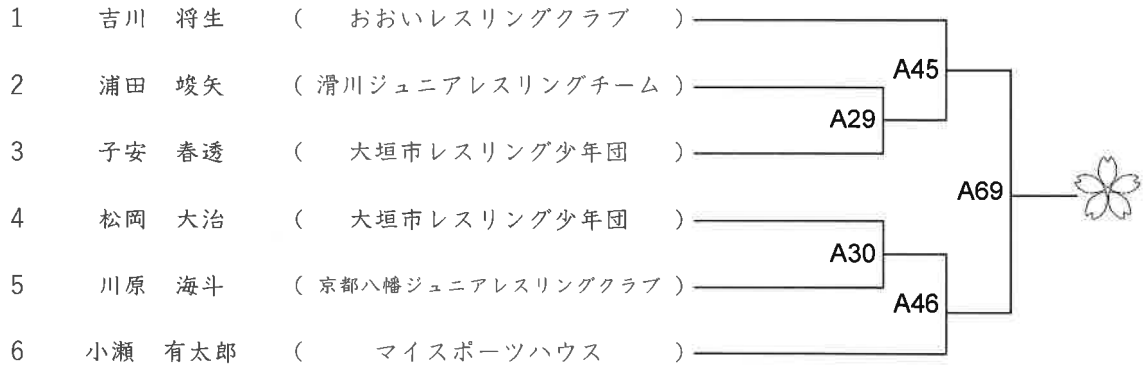 1 吉川 将生 ( おおいレスリングクラブ )
A45
2 浦田 竣矢 ( 滑川ジュニアレスリングチーム )
A29
3 子安 春透 ( 大垣市レスリング少年団 )
A69
4 松岡 大治 ( 大垣市レスリング少年団 )
A30
5 川原 海斗 ( 京都八幡ジュニアレスリングクラブ )
A46
6 小瀬 有太郎 ( マイスポーツハウス )